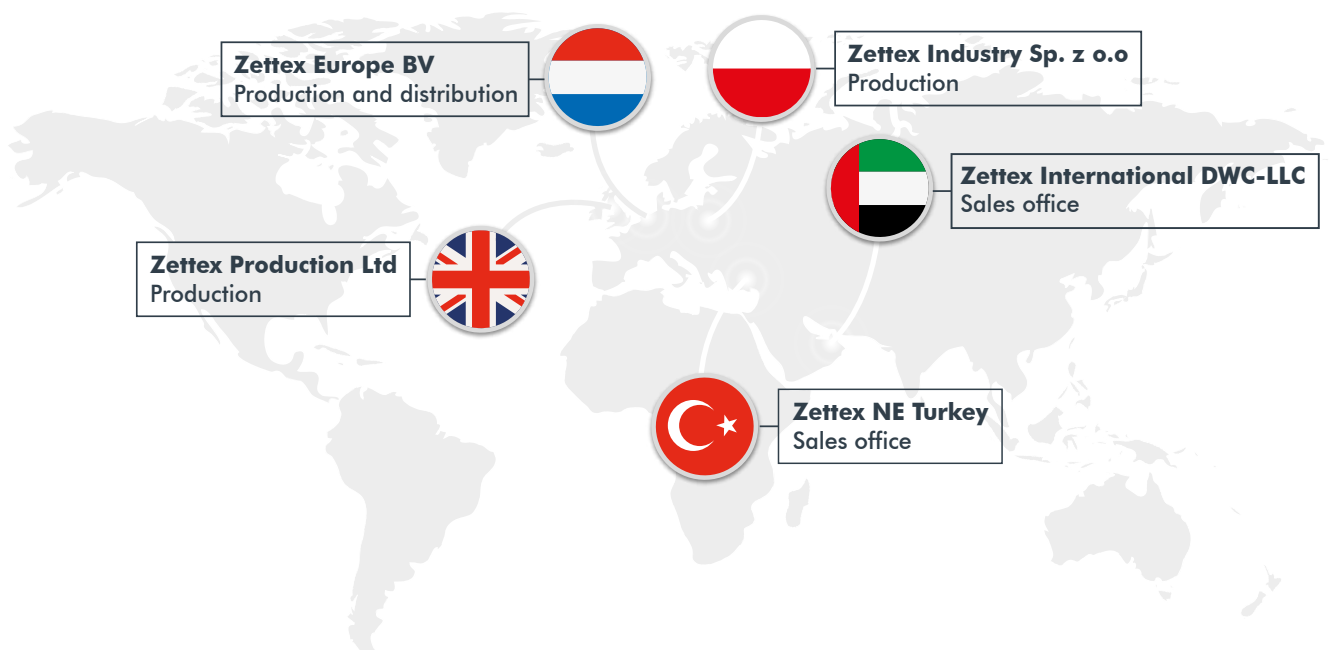 Zettex Europe BV
Production and distribution
Zettex Industry Sp. z o.o
Production
Zettex International DWC-LLC
Sales office
Zettex Production Ltd
Production
Zettex NE Turkey
Sales office